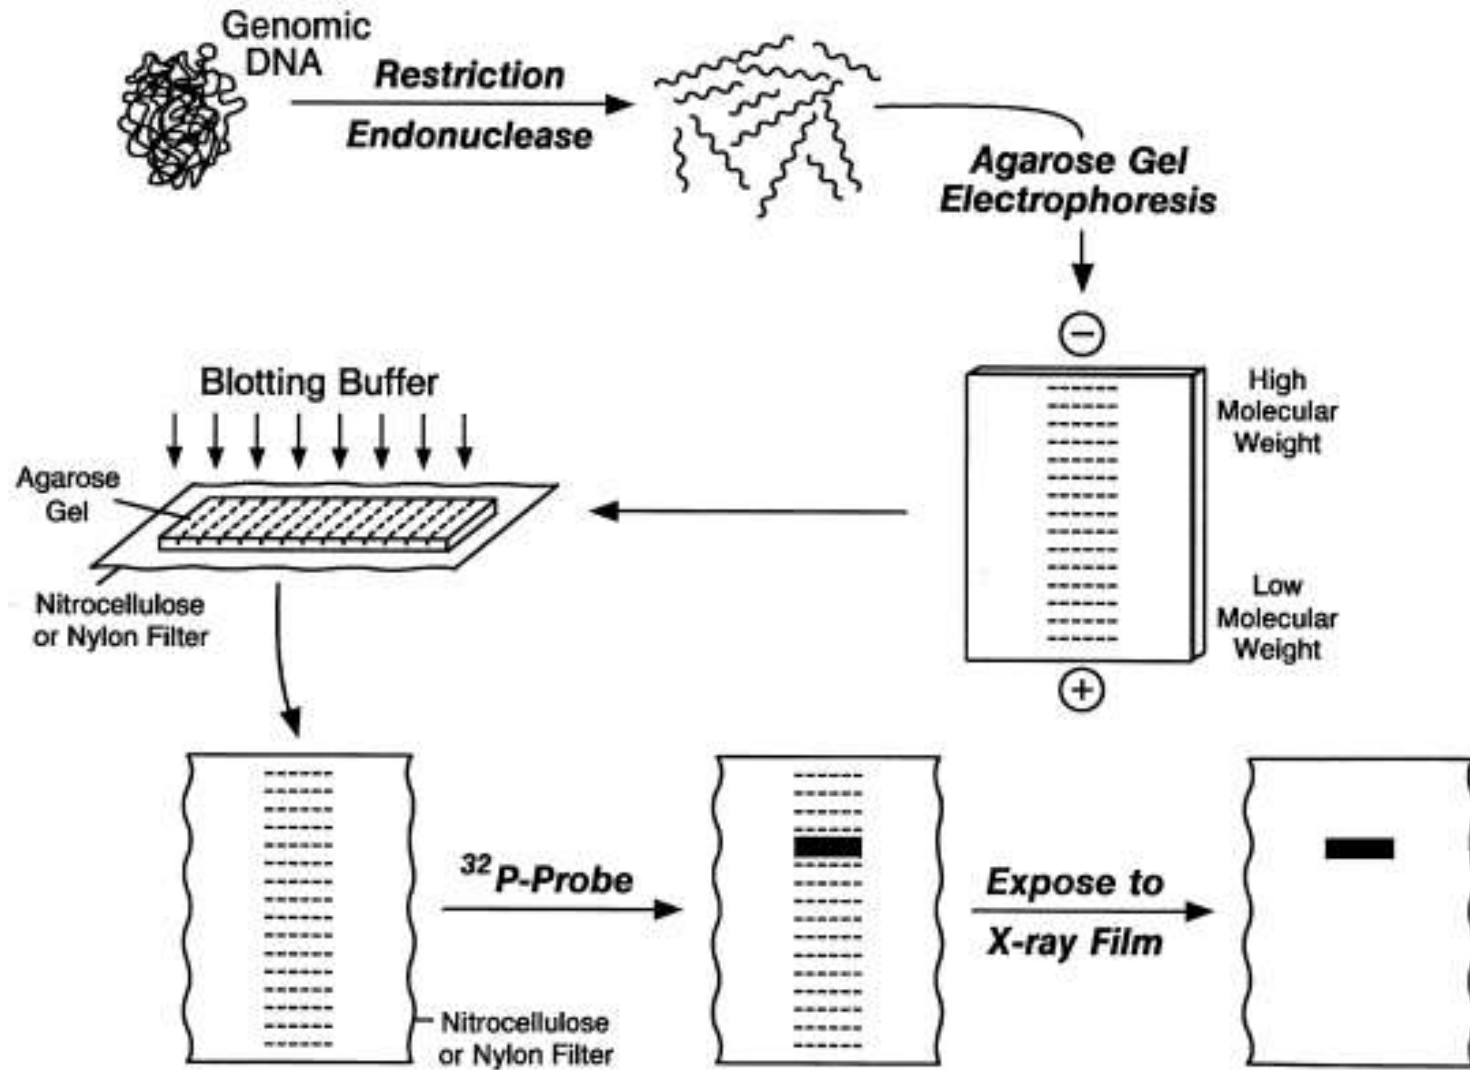 Genomic
DNA
Restriction
Endonuclease
Agarose Gel
Electrophoresis
−
High
Molecular
Weight
Low
Molecular
Weight
+
Blotting Buffer
Agarose
Gel
Nitrocellulose
or Nylon Filter
³²P-Probe
Expose to
X-ray Film
Nitrocellulose
or Nylon Filter